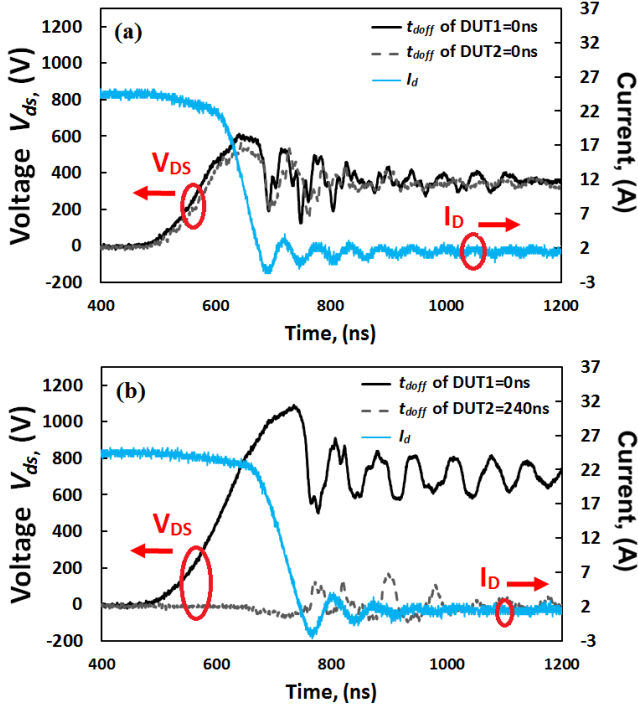 (a)
t_doff of DUT1=0ns
t_doff of DUT2=0ns
I_d
Voltage V_ds, (V)
1200
1000
800
600
400
200
0
-200
V_DS
I_D
37
32
27
22
17
12
7
2
-3
Current, (A)
400
600
800
1000
1200
Time, (ns)
(b)
t_doff of DUT1=0ns
t_doff of DUT2=240ns
I_d
Voltage V_ds, (V)
1200
1000
800
600
400
200
0
-200
V_DS
I_D
37
32
27
22
17
12
7
2
-3
Current, (A)
400
600
800
1000
1200
Time, (ns)